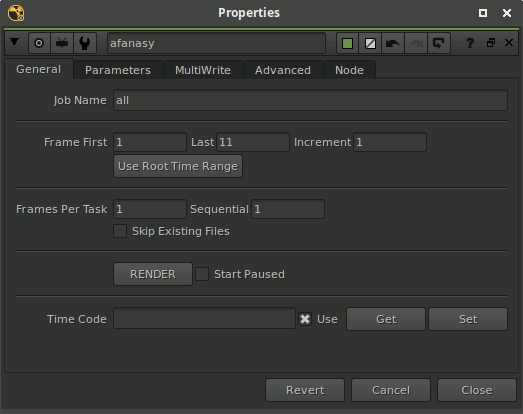 Properties
afanasy ?
General Parameters MultiWrite Advanced Node
Job Name all
Frame First 1 Last 11 Increment 1
Use Root Time Range
Frames Per Task 1 Sequential 1
Skip Existing Files
RENDER Start Paused
Time Code Use Get Set
Revert Cancel Close